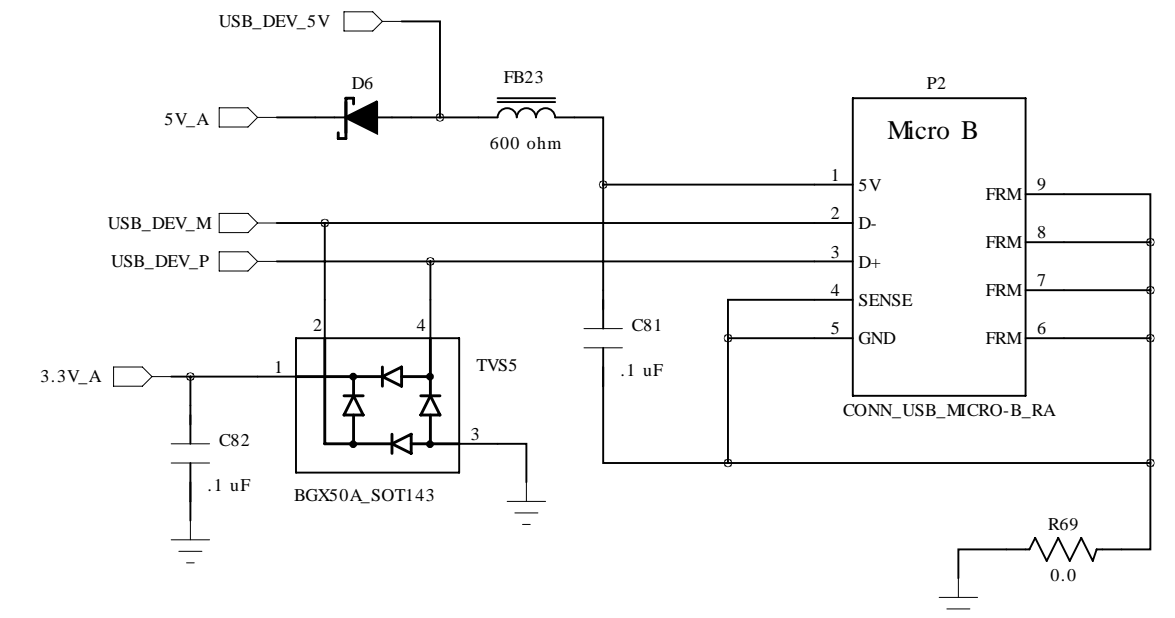 USB_DEV_5V
FB23
D6
P2
5V_A
600 ohm
Micro B
1 5V
FRM 9
USB_DEV_M
2 D-
FRM 8
USB_DEV_P
3 D+
FRM 7
4 SENSE
2 4
C81
5 GND
FRM 6
3.3V_A
1
TVS5
.1 uF
CONN_USB_MICRO-B_RA
C82
3
.1 uF
BGX50A_SOT143
R69
0.0